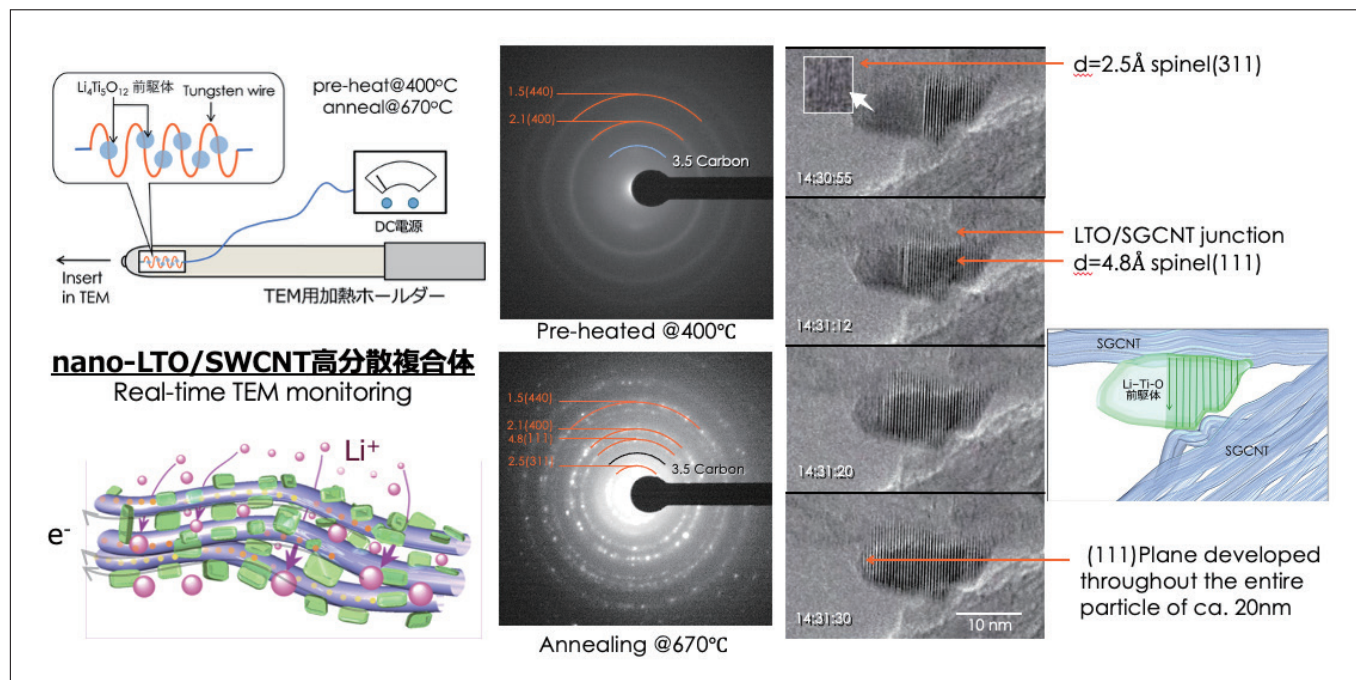 Li4Ti5O12 前駆体
Tungsten wire
pre-heat@400℃
anneal@670℃
DC電源
Insert
in TEM
TEM用加熱ホールダー
nano-LTO/SWCNT高分散複合体
Real-time TEM monitoring
Li+
e-
1.5(440)
2.1(400)
3.5 Carbon
Pre-heated @400℃
1.5(440)
2.1(400)
4.8(111)
2.5(311)
3.5 Carbon
Annealing @670℃
14:30:55
14:31:12
14:31:20
14:31:30
10 nm
d=2.5Å spinel(311)
LTO/SGCNT junction
d=4.8Å spinel(111)
SGCNT
Li-Ti-O
前駆体
SGCNT
(111)Plane developed
throughout the entire
particle of ca. 20nm